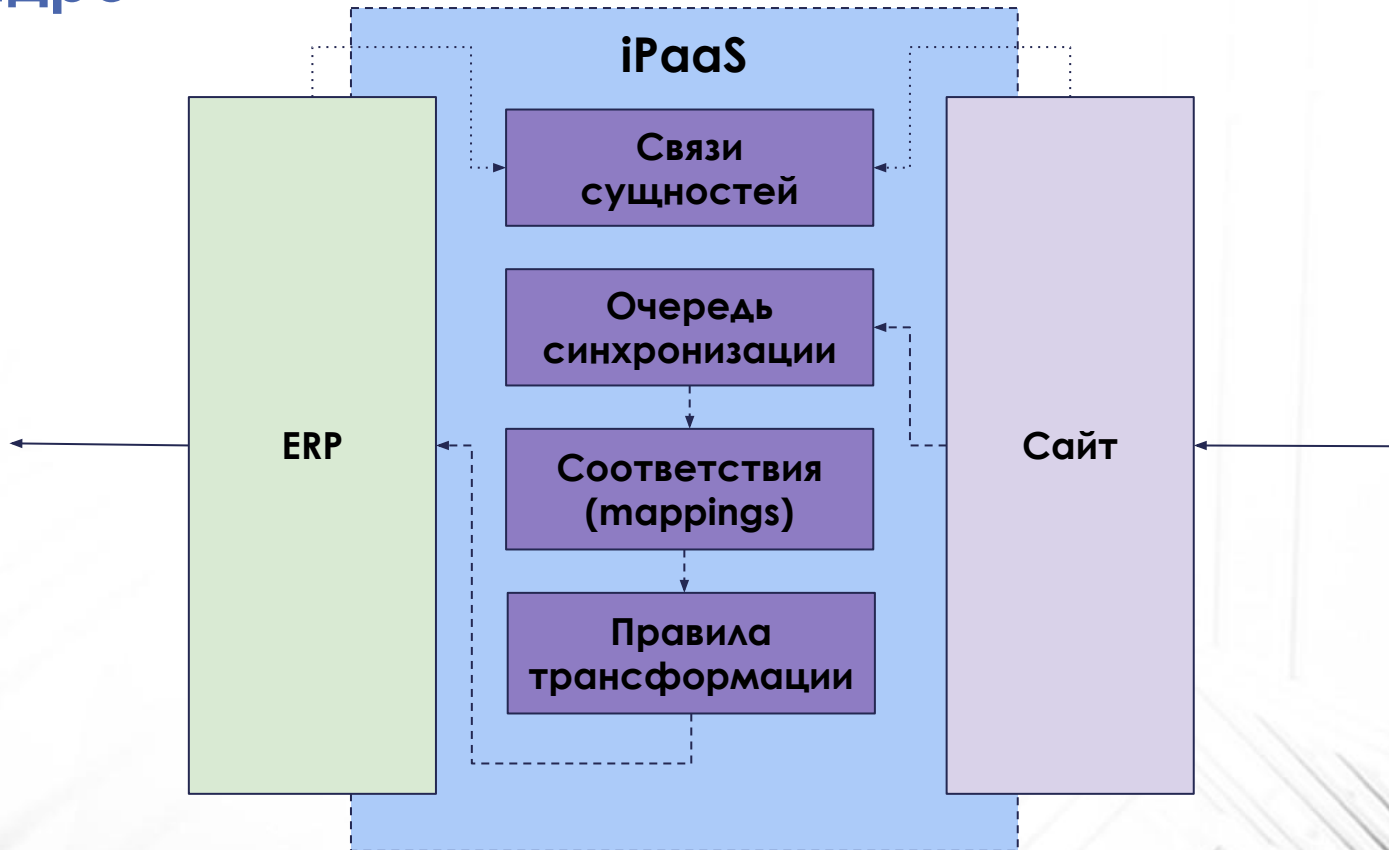 iPaaS
Связи
сущностей
Очередь
синхронизации
ERP
Соответствия
(mappings)
Сайт
Правила
трансформации